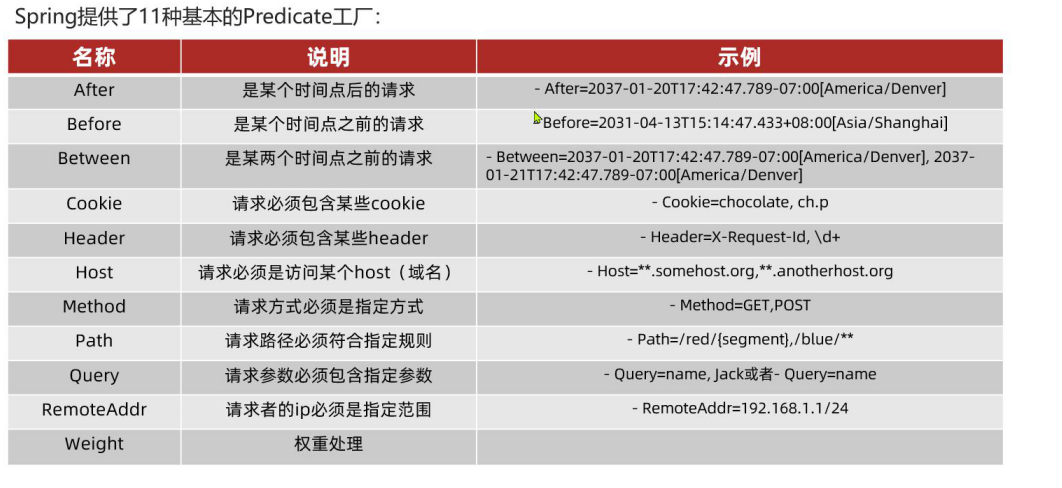 Spring提供了11种基本的Predicate工厂：
名称 说明 示例
After 是某个时间点后的请求 - After=2037-01-20T17:42:47.789-07:00[America/Denver]
Before 是某个时间点之前的请求 - Before=2031-04-13T15:14:47.433+08:00[Asia/Shanghai]
Between 是某两个时间点之前的请求 - Between=2037-01-20T17:42:47.789-07:00[America/Denver], 2037-
01-21T17:42:47.789-07:00[America/Denver]
Cookie 请求必须包含某些cookie - Cookie=chocolate, ch.p
Header 请求必须包含某些header - Header=X-Request-Id, \d+
Host 请求必须是访问某个host（域名） - Host=**.somehost.org,**.anotherhost.org
Method 请求方式必须是指定方式 - Method=GET,POST
Path 请求路径必须符合指定规则 - Path=/red/{segment},/blue/**
Query 请求参数必须包含指定参数 - Query=name, Jack或者- Query=name
RemoteAddr 请求者的ip必须是指定范围 - RemoteAddr=192.168.1.1/24
Weight 权重处理